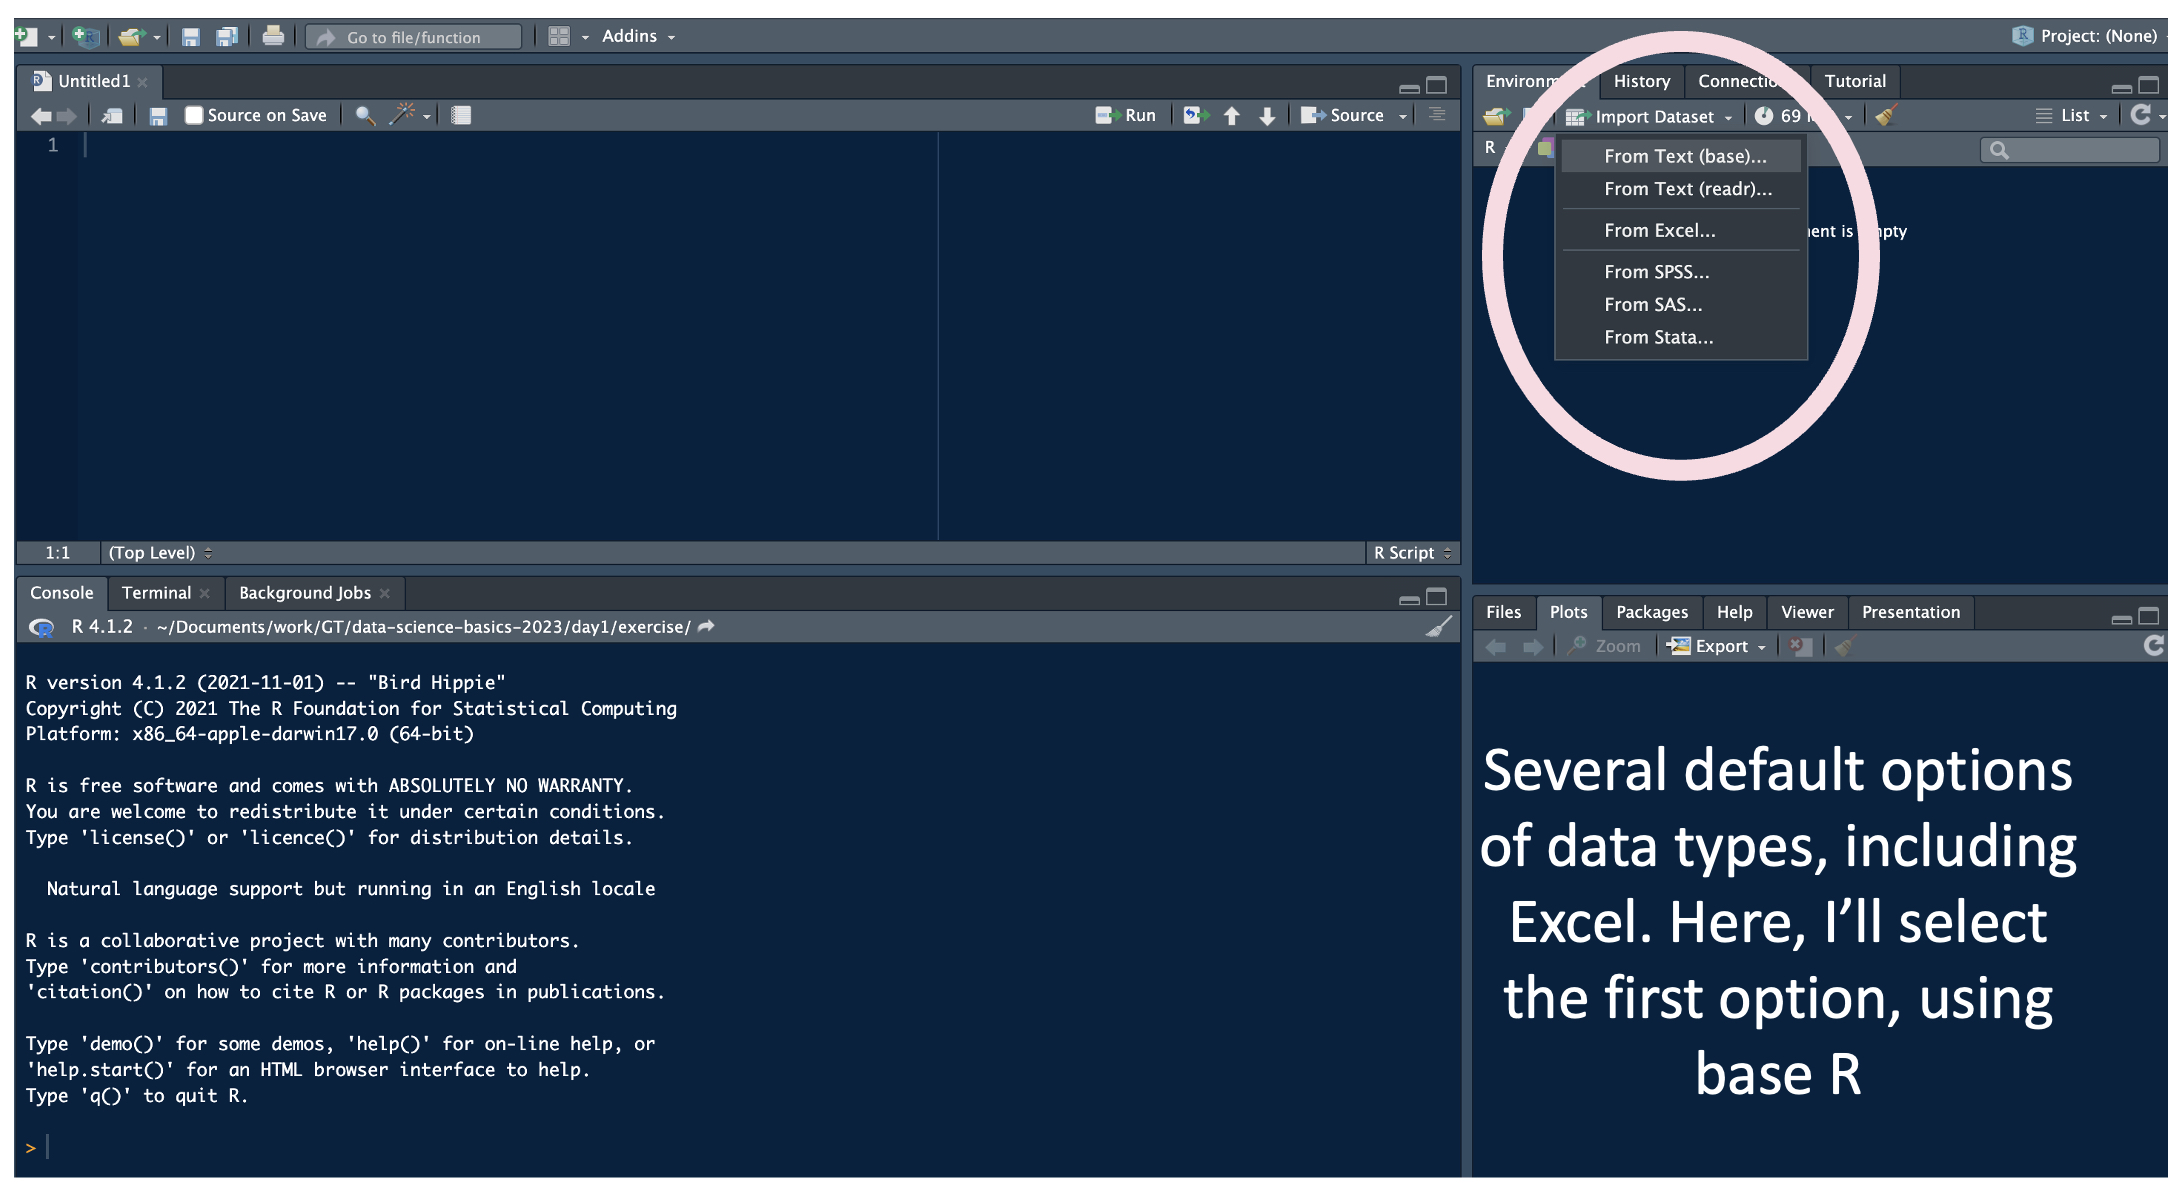 Go to file/function Addins Project: (None)
Untitled1
Source on Save Run Source
1
1:1 (Top Level) R Script
Console Terminal Background Jobs
R 4.1.2 · ~/Documents/work/GT/data-science-basics-2023/day1/exercise/
R version 4.1.2 (2021-11-01) -- "Bird Hippie"
Copyright (C) 2021 The R Foundation for Statistical Computing
Platform: x86_64-apple-darwin17.0 (64-bit)
R is free software and comes with ABSOLUTELY NO WARRANTY.
You are welcome to redistribute it under certain conditions.
Type 'license()' or 'licence()' for distribution details.
Natural language support but running in an English locale
R is a collaborative project with many contributors.
Type 'contributors()' for more information and
'citation()' on how to cite R or R packages in publications.
Type 'demo()' for some demos, 'help()' for on-line help, or
'help.start()' for an HTML browser interface to help.
Type 'q()' to quit R.
>
History Tutorial
Import Dataset 69 List
R
From Text (base)...
From Text (readr)...
From Excel...
is
From SPSS...
From SAS...
From Stata...
Files Plots Packages Help Viewer Presentation
Zoom Export
Several default options
of data types, including
Excel. Here, I’ll select
the first option, using
base R